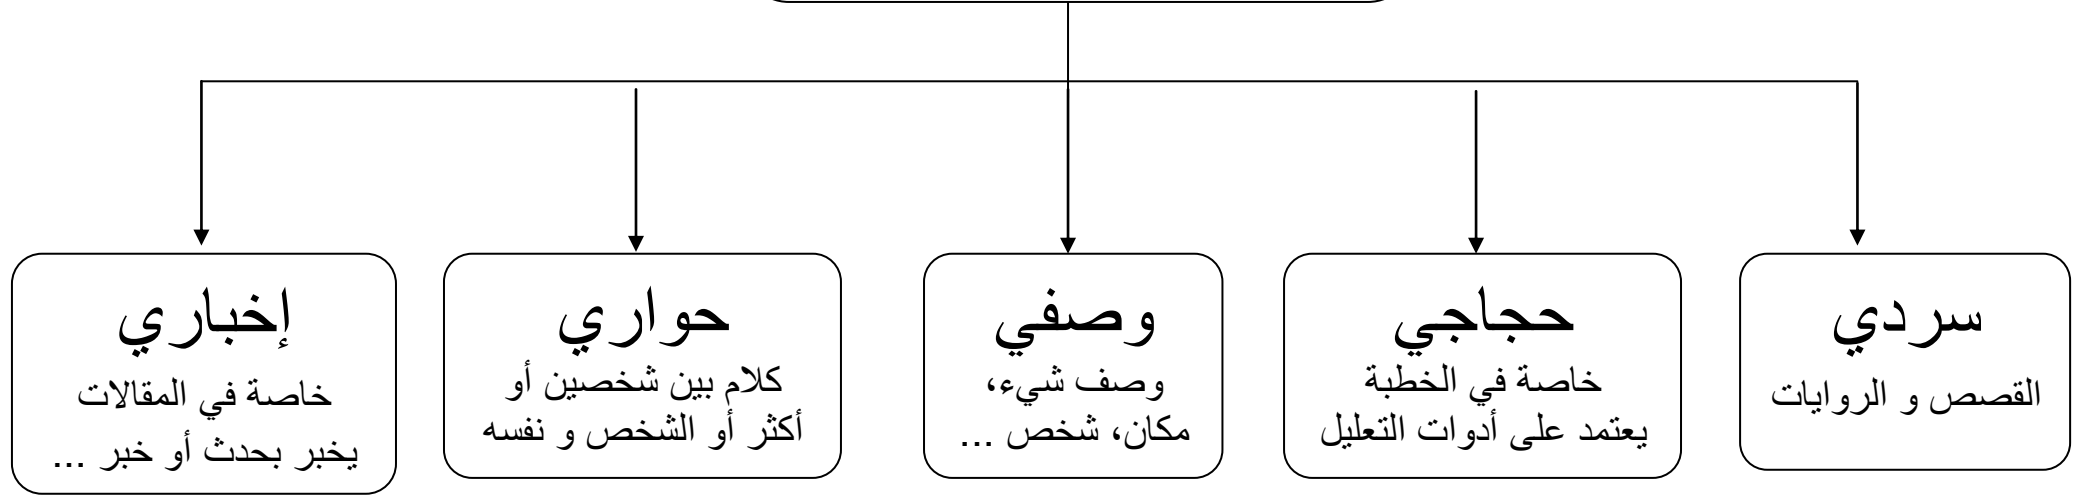 سردي
القصص و الروايات
حجاجي
خاصة في الخطبة
يعتمد على أدوات التعليل
وصفي
وصف شيء،
مكان، شخص ...
حواري
كلام بين شخصين أو
أكثر أو الشخص و نفسه
إخباري
خاصة في المقالات
يخبر بحدث أو خبر ...